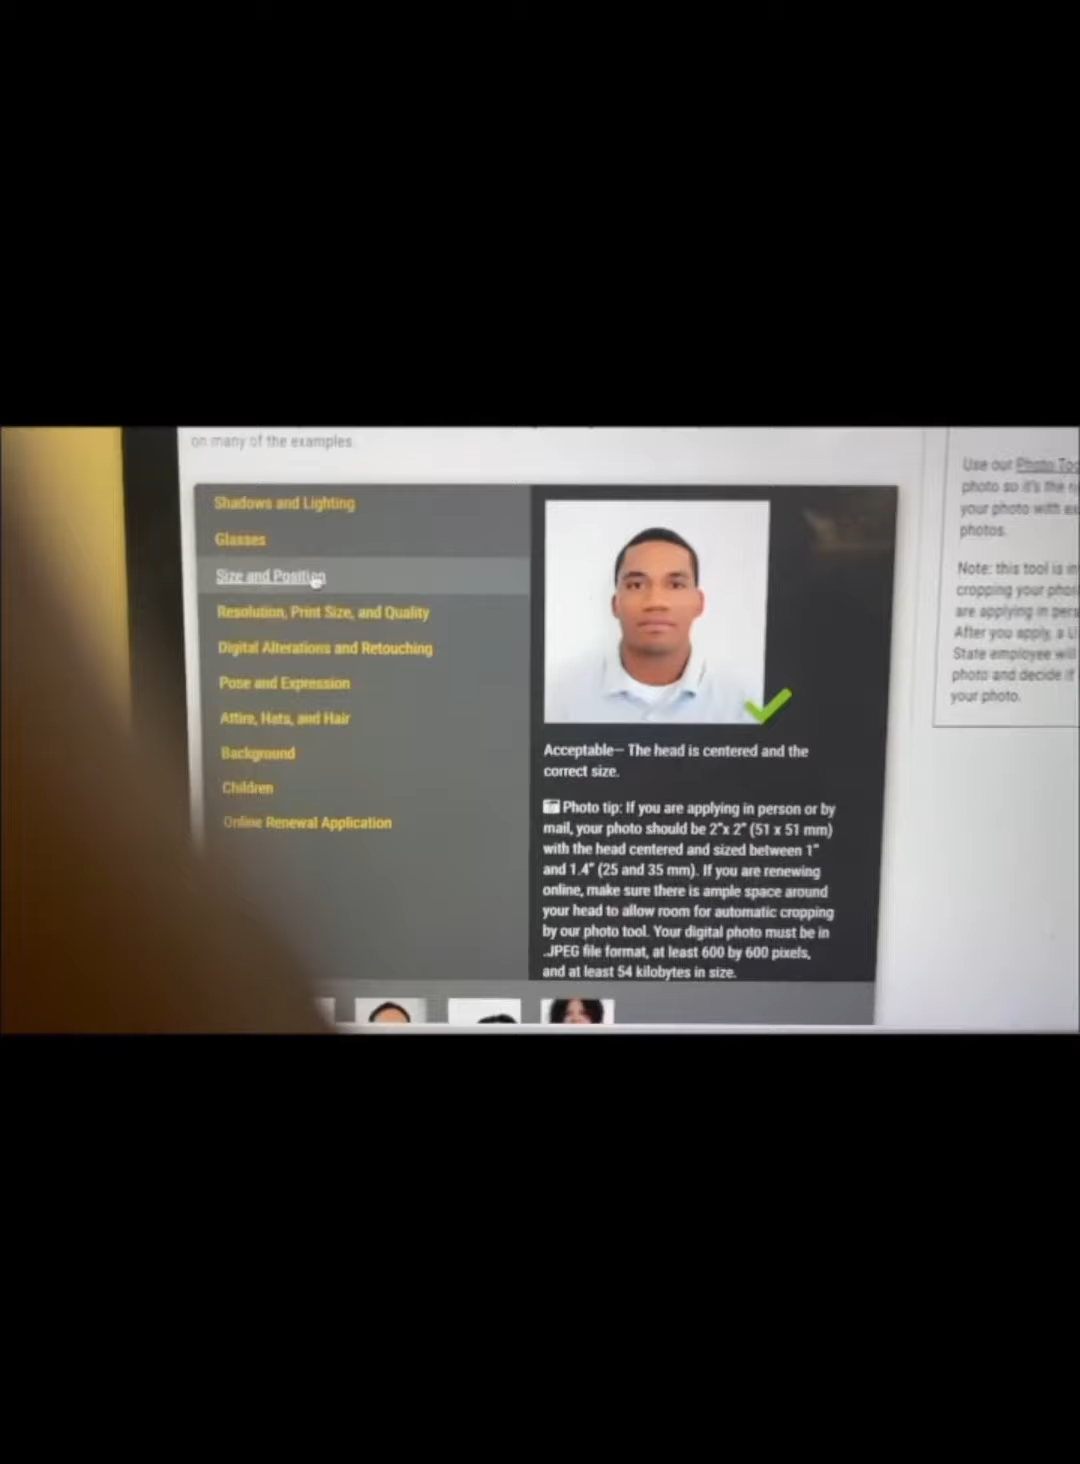 on many of the examples.
Shadows and Lighting
Glasses
Size and Position
Resolution, Print Size, and Quality
Digital Alterations and Retouching
Pose and Expression
Attire, Hats, and Hair
Background
Children
Online Renewal Application
Acceptable– The head is centered and the
correct size.
Photo tip: If you are applying in person or by
mail, your photo should be 2"x 2" (51 x 51 mm)
with the head centered and sized between 1"
and 1.4" (25 and 35 mm). If you are renewing
online, make sure there is ample space around
your head to allow room for automatic cropping
by our photo tool. Your digital photo must be in
.JPEG file format, at least 600 by 600 pixels,
and at least 54 kilobytes in size.
Use our Photo Too
photo so it's the
your photo with
photos.
Note: this tool is
cropping your
are applying in
After you apply, a U
State employee will
photo and decide if
your photo.